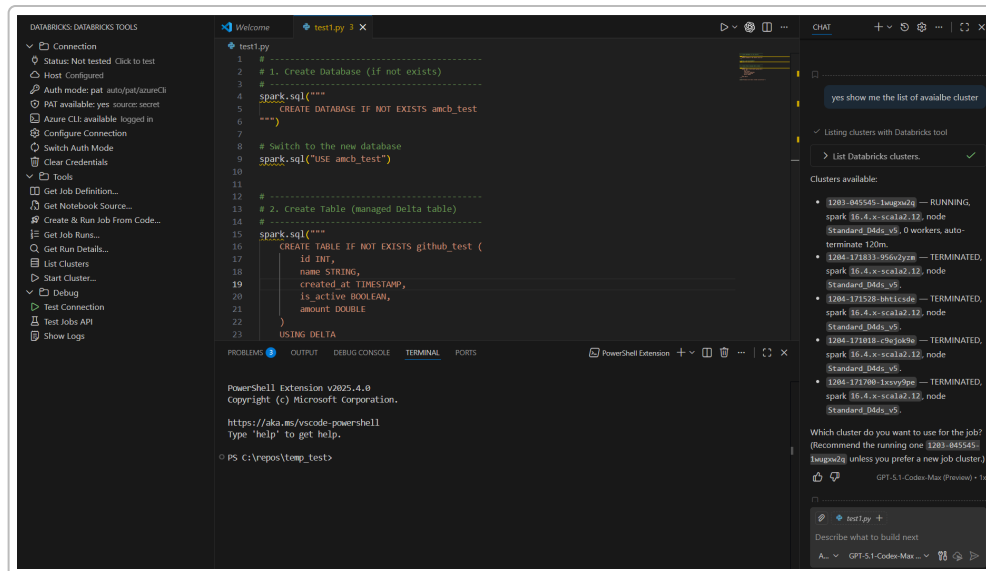 DATABRICKS: DATABRICKS TOOLS
Connection
Status: Not tested Click to test
Host Configured
Auth mode: pat auto/pat/azureCli
PAT available: yes source: secret
Azure CLI: available logged in
Configure Connection
Switch Auth Mode
Clear Credentials
Tools
Get Job Definition...
Get Notebook Source...
Create & Run Job From Code...
Get Job Runs...
Get Run Details...
List Clusters
Start Cluster...
Debug
Test Connection
Test Jobs API
Show Logs
Welcome
test1.py 3
test1.py
1 # ----------------------------------------
2 # 1. Create Database (if not exists)
3 # ----------------------------------------
4 spark.sql("""
5 CREATE DATABASE IF NOT EXISTS amcb_test
6 """)
7
8 # Switch to the new database
9 spark.sql("USE amcb_test")
10
11
12 # ----------------------------------------
13 # 2. Create Table (managed Delta table)
14 # ----------------------------------------
15 spark.sql("""
16 CREATE TABLE IF NOT EXISTS github_test (
17 id INT,
18 name STRING,
19 created_at TIMESTAMP,
20 is_active BOOLEAN,
21 amount DOUBLE
22 )
23 USING DELTA
PROBLEMS 3 OUTPUT DEBUG CONSOLE TERMINAL PORTS
PowerShell Extension
PowerShell Extension v2025.4.0
Copyright (c) Microsoft Corporation.
https://aka.ms/vscode-powershell
Type 'help' to get help.
PS C:\repos\temp_test>
CHAT
yes show me the list of avaialbe cluster
Listing clusters with Databricks tool
List Databricks clusters.
Clusters available:
1203-045545-1wugxw2q — RUNNING,
spark 16.4.x-scala2.12, node
Standard_D4ds_v5, 0 workers, auto-
terminate 120m.
1204-171833-956v2yzm — TERMINATED,
spark 16.4.x-scala2.12, node
Standard_D4ds_v5.
1204-171528-bhticsde — TERMINATED,
spark 16.4.x-scala2.12, node
Standard_D4ds_v5.
1204-171018-c9ejok9e — TERMINATED,
spark 16.4.x-scala2.12, node
Standard_D4ds_v5.
1204-171700-1xsvy9pe — TERMINATED,
spark 16.4.x-scala2.12, node
Standard_D4ds_v5.
Which cluster do you want to use for the job?
(Recommend the running one 1203-045545-
1wugxw2q unless you prefer a new job cluster.)
GPT-5.1-Codex-Max (Preview) • 1x
test1.py
Describe what to build next
A... GPT-5.1-Codex-Max ...